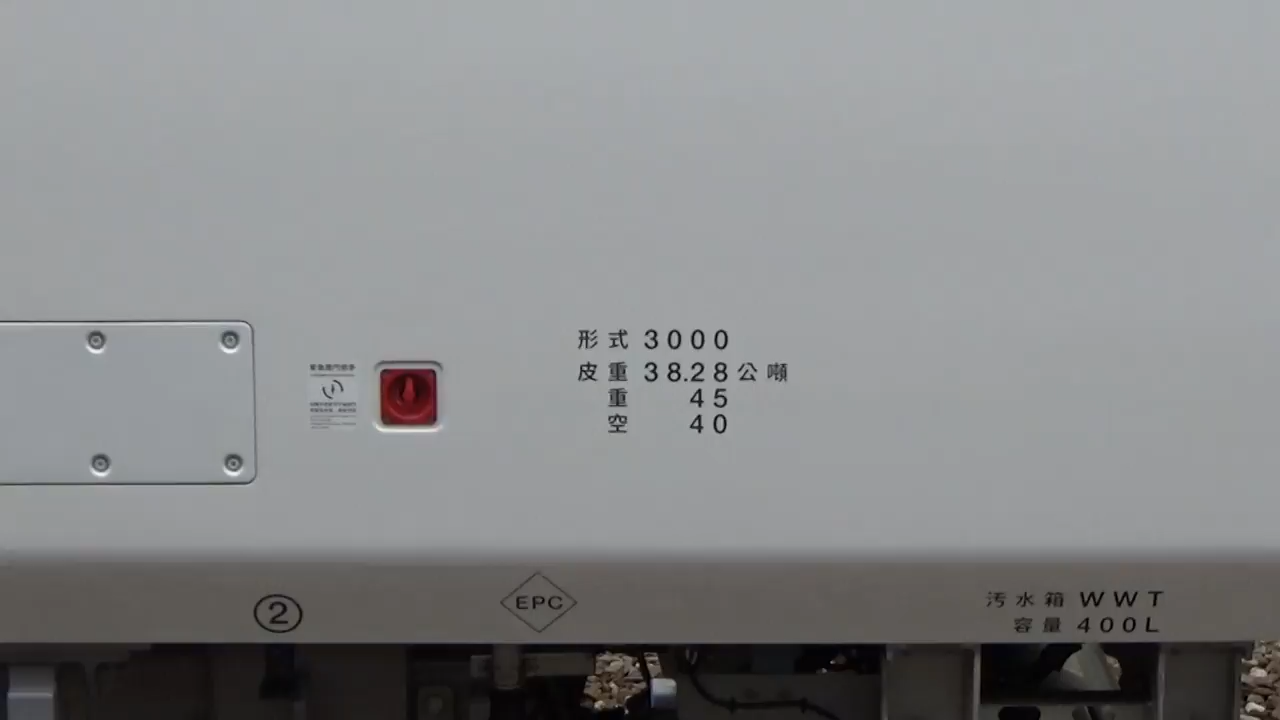 形式 3000
皮重 38.28 公噸
重 45
空 40
② EPC
污水箱 WWT
容量 400L